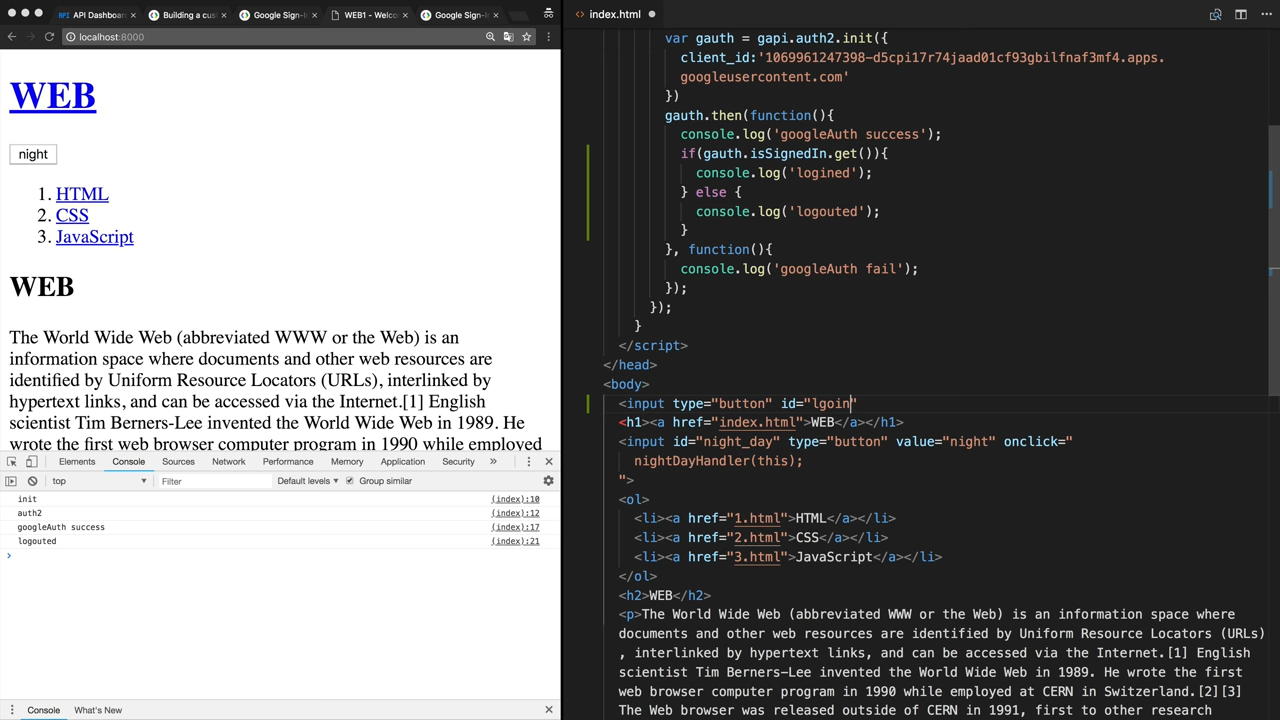 API Dashboar
Building a cus
Google Sign-In
WEB1 - Welco
Google Sign-In
localhost:8000
WEB
night
1. HTML
2. CSS
3. JavaScript
WEB
The World Wide Web (abbreviated WWW or the Web) is an
information space where documents and other web resources are
identified by Uniform Resource Locators (URLs), interlinked by
hypertext links, and can be accessed via the Internet.[1] English
scientist Tim Berners-Lee invented the World Wide Web in 1989. He
wrote the first web browser computer program in 1990 while employed
Elements Console Sources Network Performance Memory Application Security »
top Filter Default levels Group similar
init (index):10
auth2 (index):12
googleAuth success (index):17
logouted (index):21
Console What's New
index.html
var gauth = gapi.auth2.init({
client_id:'1069961247398-d5cpi17r74jaad01cf93gbilfnaf3mf4.apps.
googleusercontent.com'
})
gauth.then(function(){
console.log('googleAuth success');
if(gauth.isSignedIn.get()){
console.log('logined');
} else {
console.log('logouted');
}
}, function(){
console.log('googleAuth fail');
});
});
}
</script>
</head>
<body>
<input type="button" id="lgoin"
<h1><a href="index.html">WEB</a></h1>
<input id="night_day" type="button" value="night" onclick="
nightDayHandler(this);
">
<ol>
<li><a href="1.html">HTML</a></li>
<li><a href="2.html">CSS</a></li>
<li><a href="3.html">JavaScript</a></li>
</ol>
<h2>WEB</h2>
<p>The World Wide Web (abbreviated WWW or the Web) is an information space where
documents and other web resources are identified by Uniform Resource Locators (URLs)
, interlinked by hypertext links, and can be accessed via the Internet.[1] English
scientist Tim Berners-Lee invented the World Wide Web in 1989. He wrote the first
web browser computer program in 1990 while employed at CERN in Switzerland.[2][3]
The Web browser was released outside of CERN in 1991, first to other research